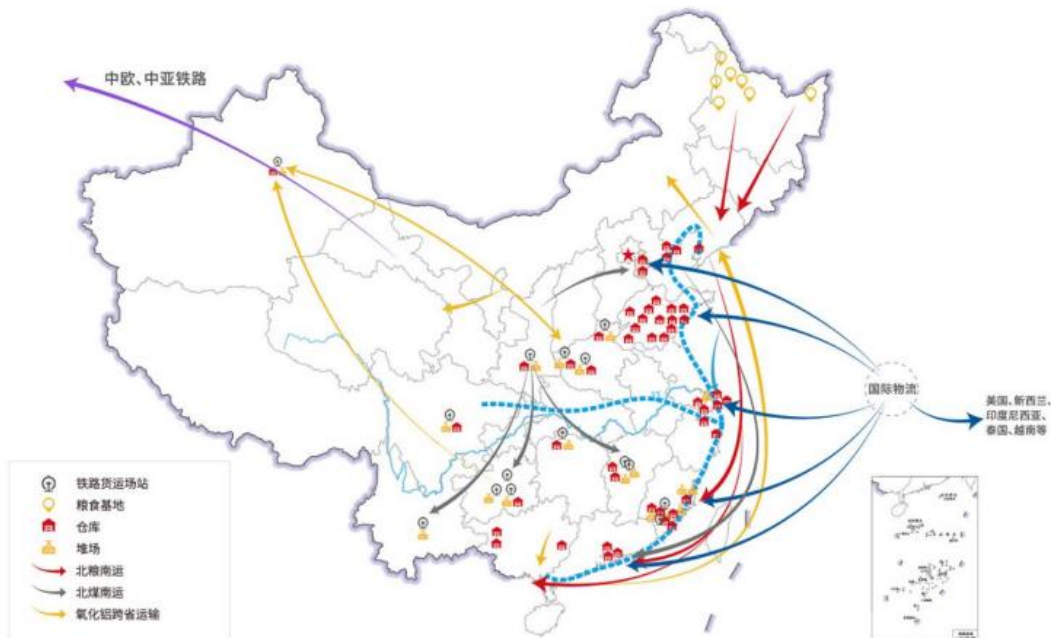 中欧、中亚铁路
国际物流
美国、新西兰、
印度尼西亚、
泰国、越南等
铁路货运场站
粮食基地
仓库
堆场
北粮南运
北煤南运
氧化铝跨省运输